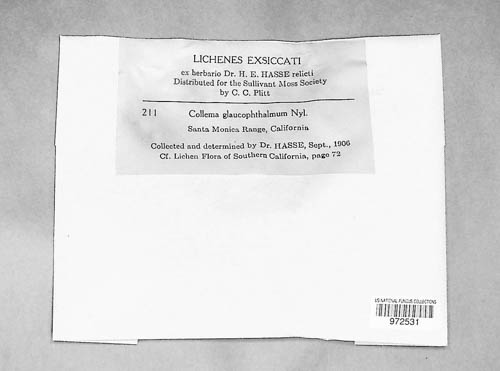 LICHENES EXSICCATI
ex herbario Dr. H. E. HASSE relicti
Distributed for the Sullivant Moss Society
by C. C. Plitt
211 Collema glaucophthalmum Nyl.
Santa Monica Range, California
Collected and determined by Dr. HASSE, Sept., 1906
Cf. Lichen Flora of Southern California, page 72
US NATIONAL FUNGUS COLLECTIONS
972531